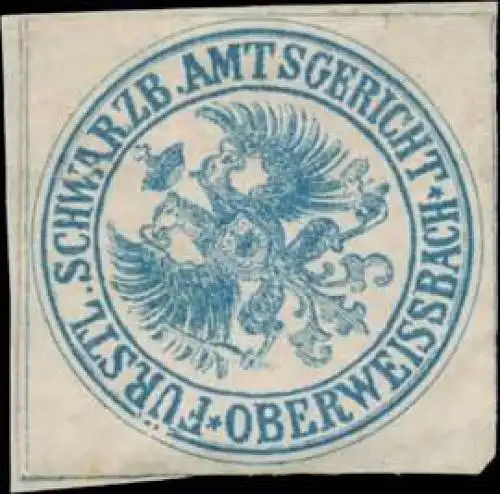 FÜRSTL. SCHWARZB. AMTSGERICHT
* OBERWEISSBACH *